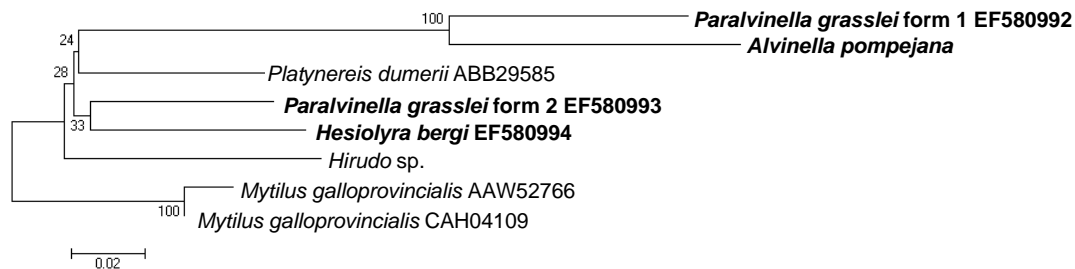 100
Paralvinella grasslei form 1 EF580992
24
Alvinella pompejana
28
Platynereis dumerii ABB29585
Paralvinella grasslei form 2 EF580993
33
Hesiolyra bergi EF580994
Hirudo sp.
Mytilus galloprovincialis AAW52766
100
Mytilus galloprovincialis CAH04109
0.02